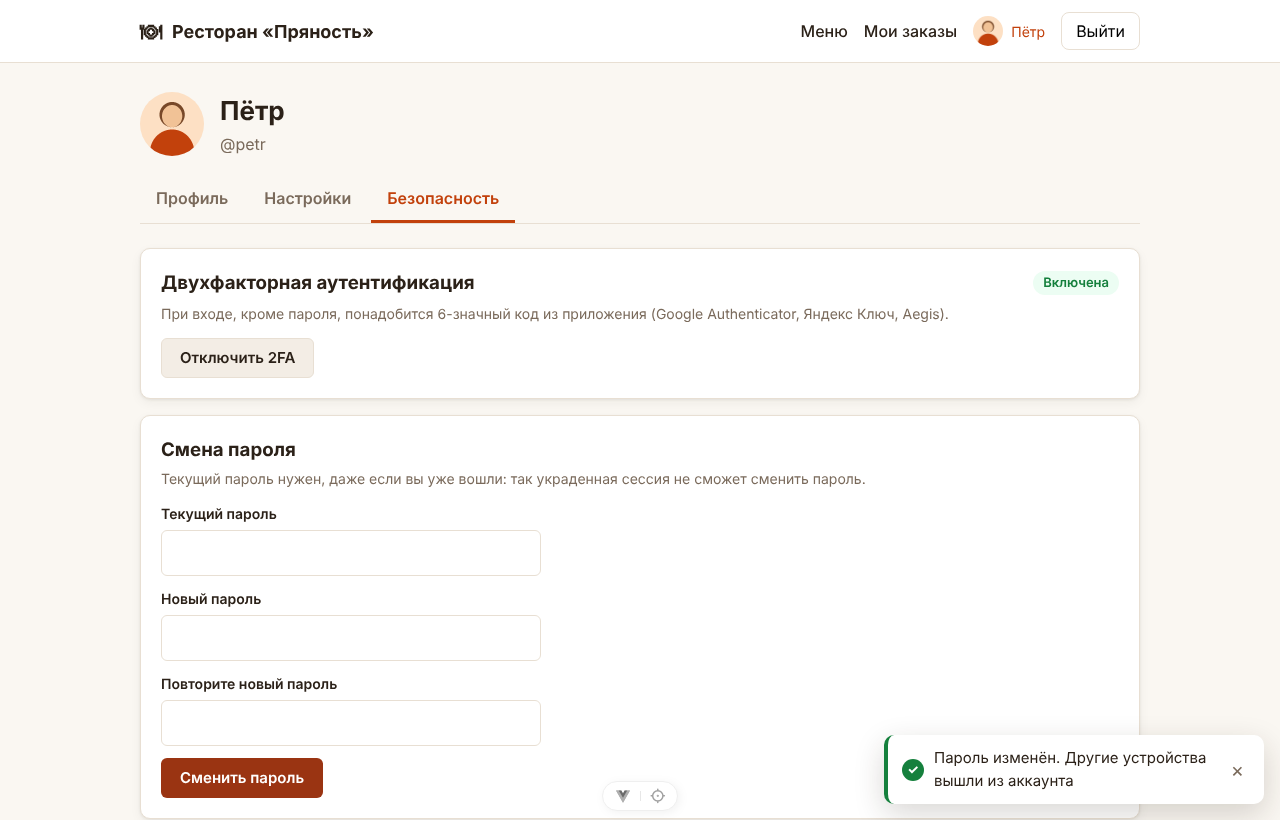 Ресторан «Пряность»
Меню
Мои заказы
Пётр
Выйти
Пётр
@petr
Профиль
Настройки
Безопасность
Двухфакторная аутентификация
Включена
При входе, кроме пароля, понадобится 6-значный код из приложения (Google Authenticator, Яндекс Ключ, Aegis).
Отключить 2FA
Смена пароля
Текущий пароль нужен, даже если вы уже вошли: так украденная сессия не сможет сменить пароль.
Текущий пароль
Новый пароль
Повторите новый пароль
Сменить пароль
Пароль изменён. Другие устройства
вышли из аккаунта